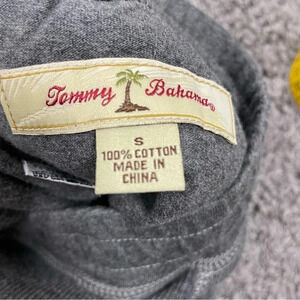 Tommy Bahama®
S
100% COTTON
MADE IN
CHINA